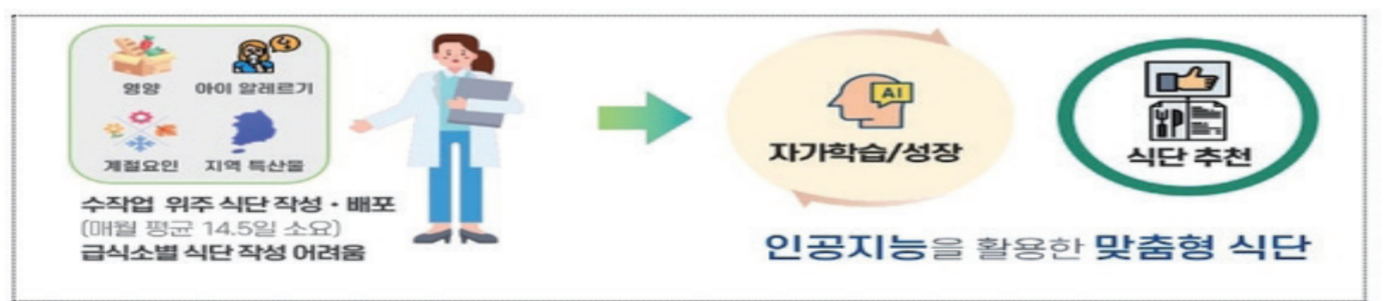 영양
아이 알레르기
계절요인
지역 특산물
수작업 위주 식단 작성·배포
(매월 평균 14.5일 소요)
급식소별 식단 작성 어려움
AI
자가학습/성장
식단 추천
인공지능을 활용한 맞춤형 식단